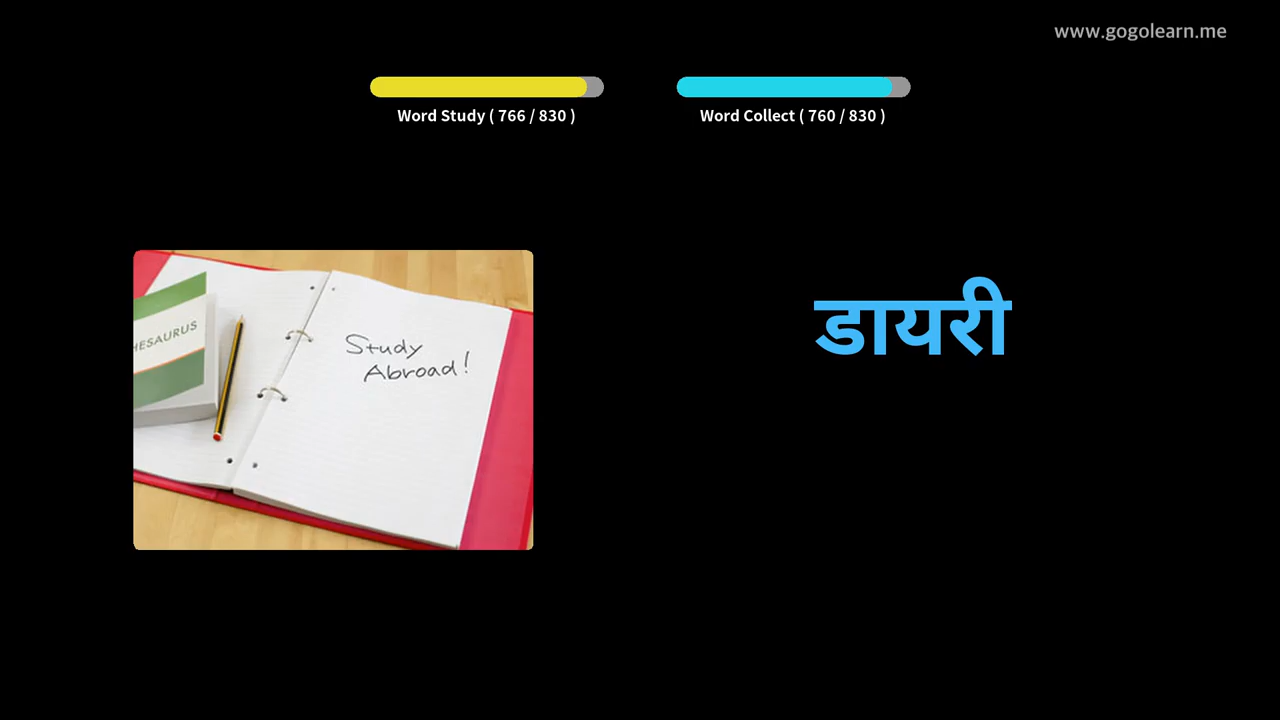 www.gogolearn.me
Word Study ( 766 / 830 )
Word Collect ( 760 / 830 )
HESAURUS
Study
Abroad!
डायरी